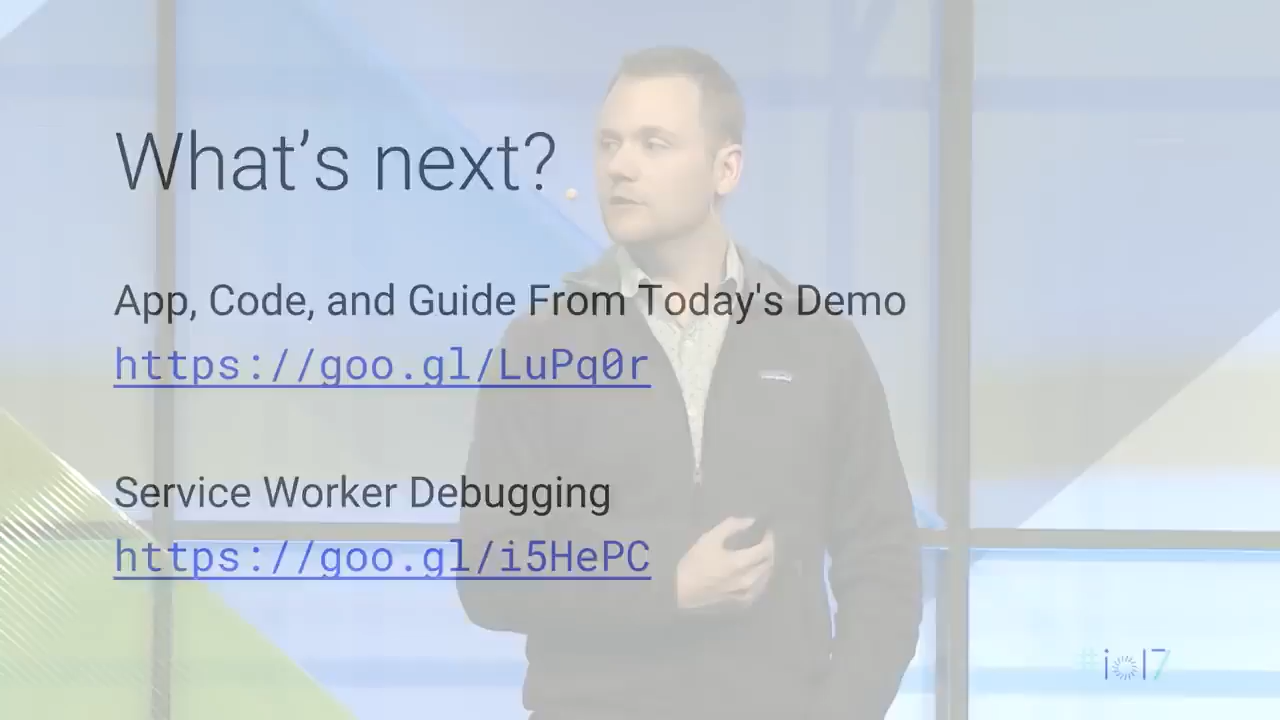 What's next?
App, Code, and Guide From Today's Demo
https://goo.gl/LuPq0r
Service Worker Debugging
https://goo.gl/i5HePC
#io17